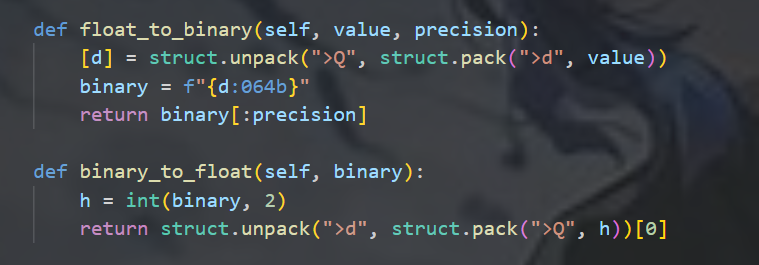 def float_to_binary(self, value, precision):
    [d] = struct.unpack(">Q", struct.pack(">d", value))
    binary = f"{d:064b}"
    return binary[:precision]

def binary_to_float(self, binary):
    h = int(binary, 2)
    return struct.unpack(">d", struct.pack(">Q", h))[0]